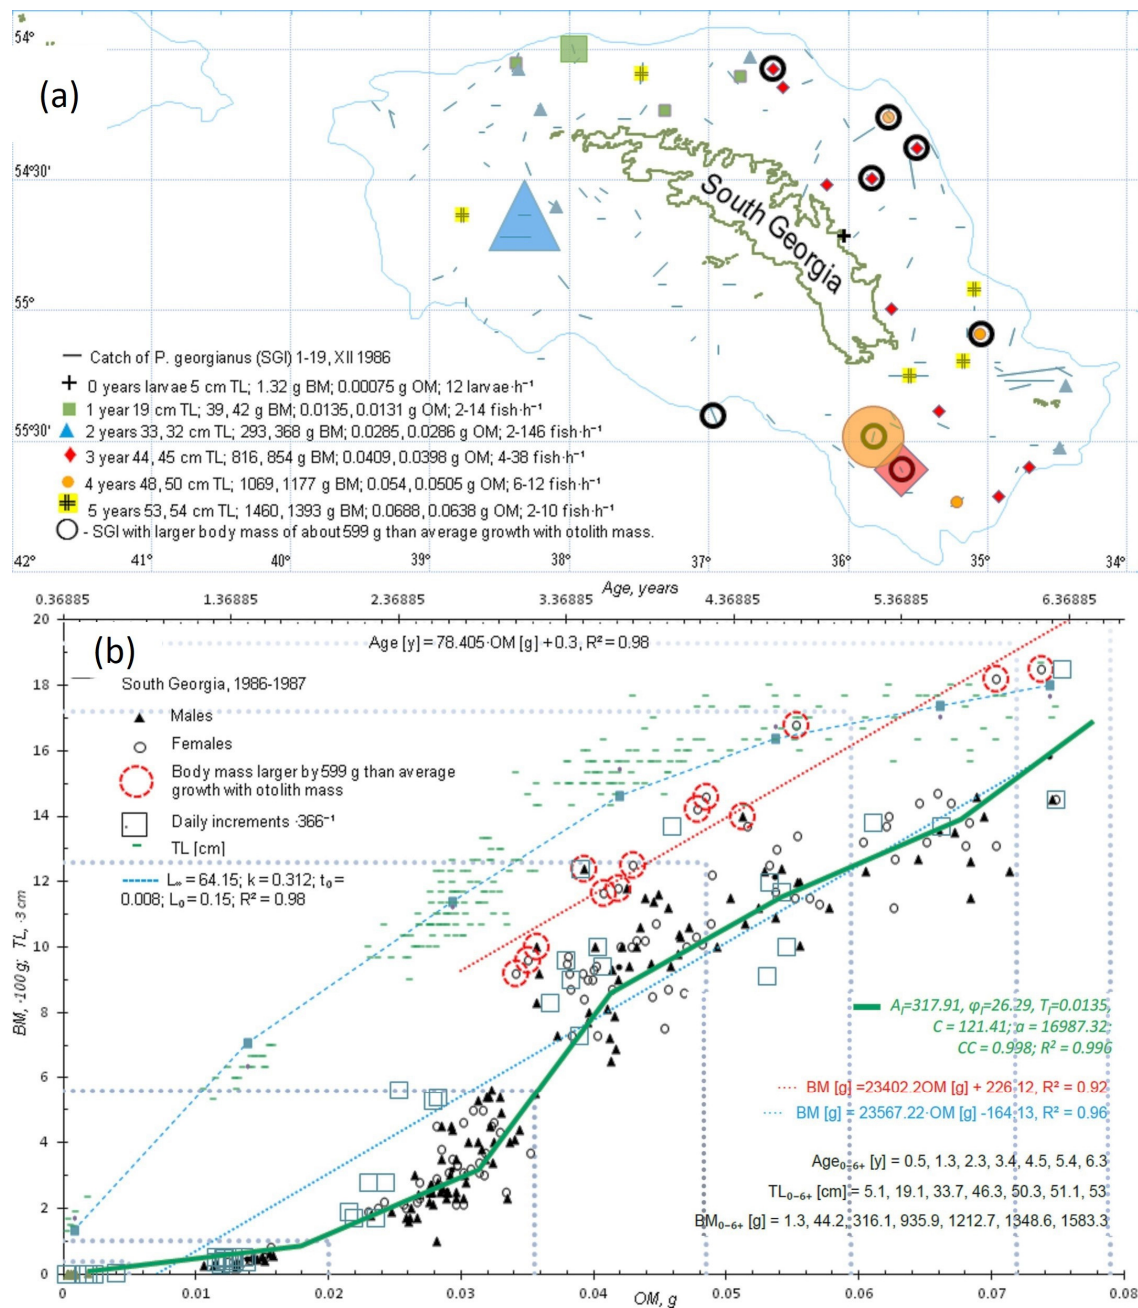 54°
(a)
54°30'
South Georgia
55°
Catch of P. georgianus (SGI) 1-19, XII 1986
0 years larvae 5 cm TL; 1.32 g BM; 0.00075 g OM; 12 larvae·h⁻¹
1 year 19 cm TL; 39, 42 g BM; 0.0135, 0.0131 g OM; 2-14 fish·h⁻¹
2 years 33, 32 cm TL; 293, 368 g BM; 0.0285, 0.0286 g OM; 2-146 fish·h⁻¹
55°30'
3 year 44, 45 cm TL; 816, 854 g BM; 0.0409, 0.0398 g OM; 4-38 fish·h⁻¹
4 years 48, 50 cm TL; 1069, 1177 g BM; 0.054, 0.0505 g OM; 6-12 fish·h⁻¹
5 years 53, 54 cm TL; 1460, 1393 g BM; 0.0688, 0.0638 g OM; 2-10 fish·h⁻¹
- SGI with larger body mass of about 599 g than average growth with otolith mass.
42° 41° 40° 39° 38° 37° 36° 35° 34°
Age, years
0.36885 1.36885 2.36885 3.36885 4.36885 5.36885 6.36885
20
(b)
Age [y] = 78.405·OM [g] + 0.3, R² = 0.98
South Georgia, 1986-1987
18
Males
Females
16
Body mass larger by 599 g than average
growth with otolith mass
Daily increments ·366⁻¹
14
TL [cm]
L∞ = 64.15; k = 0.312; t₀ =
0.008; L₀ = 0.15; R² = 0.98
12
10
BM, ·100 g; TL, ·3 cm
8
Aᵢ=317.91, φᵢ=26.29, Tᵢ=0.0135,
C = 121.41; a = 16987.32
CC = 0.998; R² = 0.996
6
BM [g] =23402.2OM [g] + 226.12, R² = 0.92
BM [g] = 23567.22·OM [g] -164.13, R² = 0.96
4
Age₀₋₆₊ [y] = 0.5, 1.3, 2.3, 3.4, 4.5, 5.4, 6.3
TL₀₋₆₊ [cm] = 5.1, 19.1, 33.7, 46.3, 50.3, 51.1, 53
2
BM₀₋₆₊ [g] = 1.3, 44.2, 316.1, 935.9, 1212.7, 1348.6, 1583.3
0
0 0.01 0.02 0.03 0.04 0.05 0.06 0.07 0.08
OM, g